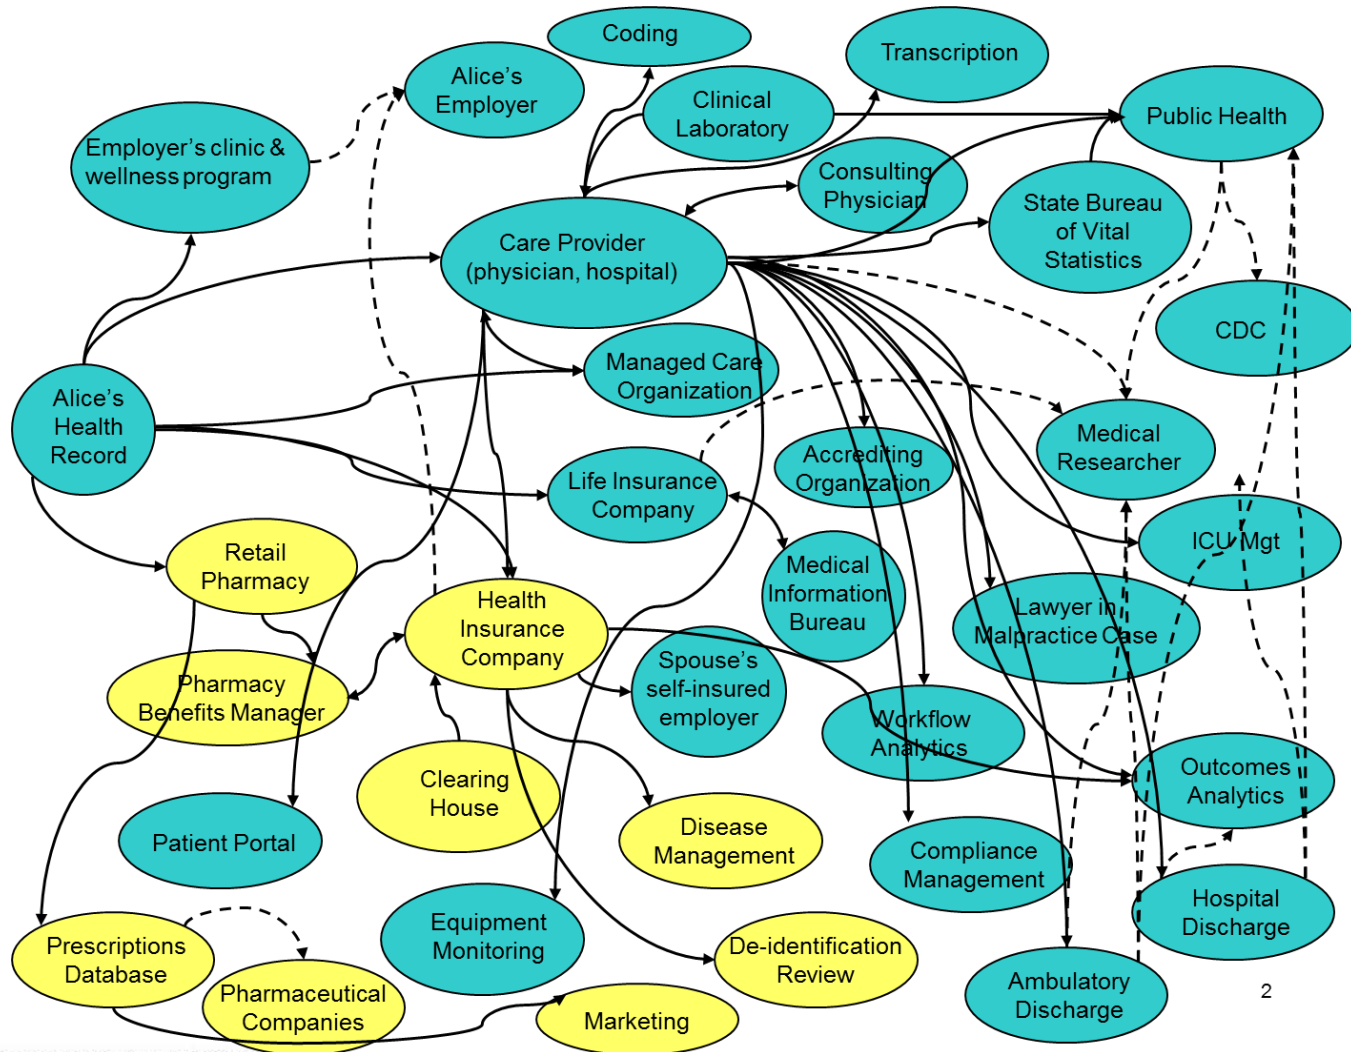 Coding
Transcription
Alice's
Employer
Clinical
Laboratory
Public Health
Employer's clinic &
wellness program
Consulting
Physician
State Bureau
of Vital
Statistics
Care Provider
(physician, hospital)
CDC
Managed Care
Organization
Alice's
Health
Record
Medical
Researcher
Accrediting
Organization
Life Insurance
Company
ICU Mgt
Retail
Pharmacy
Medical
Information
Bureau
Health
Insurance
Company
Lawyer in
Malpractice Case
Spouse's
self-insured
employer
Pharmacy
Benefits Manager
Workflow
Analytics
Outcomes
Analytics
Clearing
House
Disease
Management
Patient Portal
Compliance
Management
Hospital
Discharge
Equipment
Monitoring
De-identification
Review
Prescriptions
Database
Ambulatory
Discharge
2
Pharmaceutical
Companies
Marketing